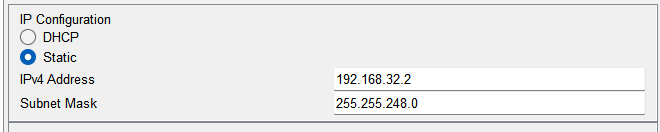 IP Configuration
DHCP
Static
IPv4 Address 192.168.32.2
Subnet Mask 255.255.248.0